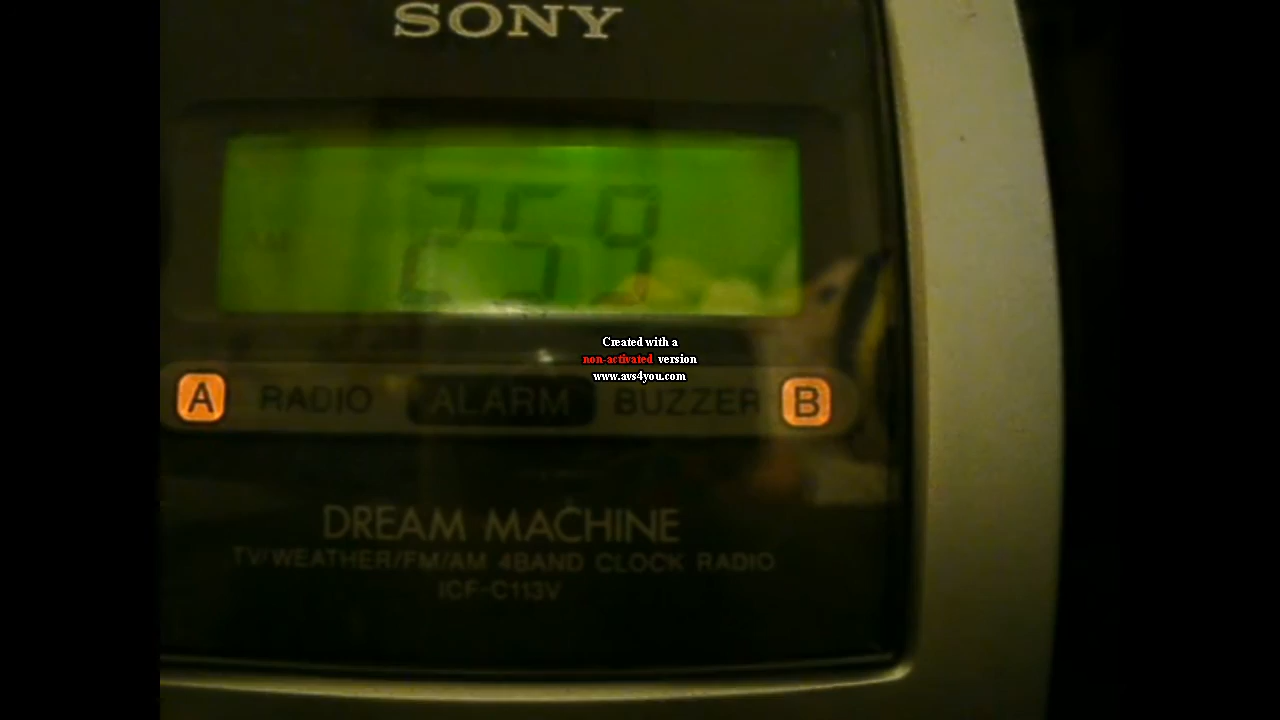 SONY
AM
2 59
Created with a
non-activated version
www.avs4you.com
A RADIO ALARM BUZZER B
DREAM MACHINE
TV/WEATHER/FM/AM 4BAND CLOCK RADIO
ICF-C113V